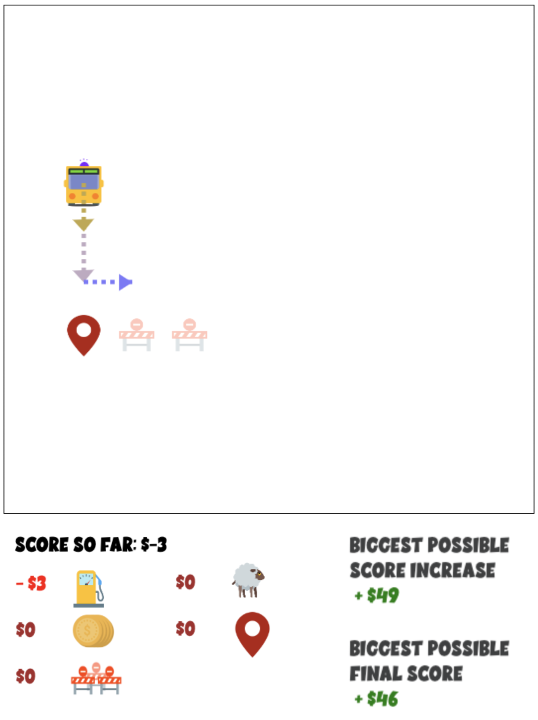 SCORE SO FAR: $-3
- $3
$0
$0
$0
$0
BIGGEST POSSIBLE
SCORE INCREASE
+ $49
BIGGEST POSSIBLE
FINAL SCORE
+ $46